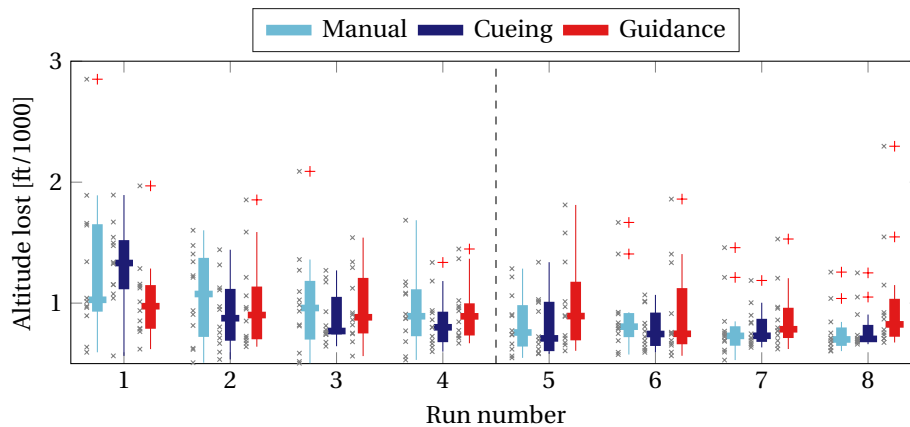 Manual Cueing Guidance
3
2
1
Altitude lost [ft/1000]
1 2 3 4 5 6 7 8
Run number